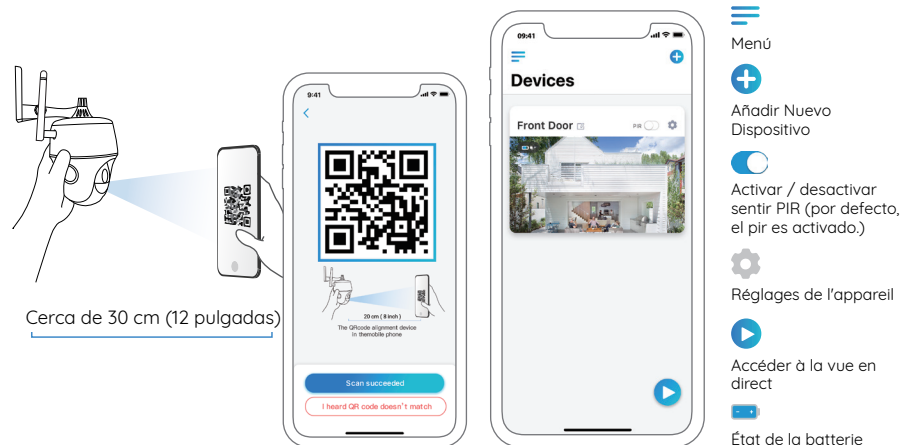 Cerca de 30 cm (12 pulgadas)
9:41
20 cm ( 8 inch )
The QRcode alignment device
in themobile phone
Scan succeeded
I heard QR code doesn't match
09:41
Devices
Front Door
PIR
Menú
Añadir Nuevo
Dispositivo
Activar / desactivar
sentir PIR (por defecto,
el pir es activado.)
Réglages de l'appareil
Accéder à la vue en
direct
État de la batterie